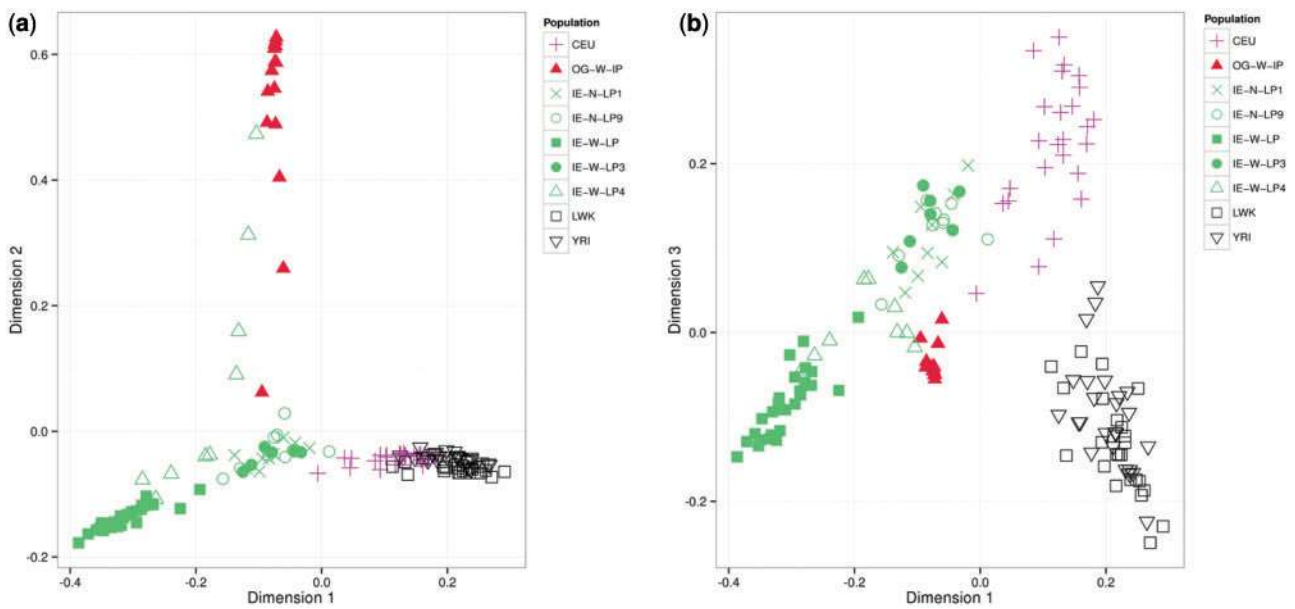 (a)
Population
CEU
OG-W-IP
IE-N-LP1
IE-N-LP9
IE-W-LP
IE-W-LP3
IE-W-LP4
LWK
YRI
0.6
0.4
0.2
0.0
-0.2
Dimension 2
-0.4
-0.2
0.0
0.2
Dimension 1
(b)
Population
CEU
OG-W-IP
IE-N-LP1
IE-N-LP9
IE-W-LP
IE-W-LP3
IE-W-LP4
LWK
YRI
0.2
0.0
-0.2
Dimension 3
-0.4
-0.2
0.0
0.2
Dimension 1